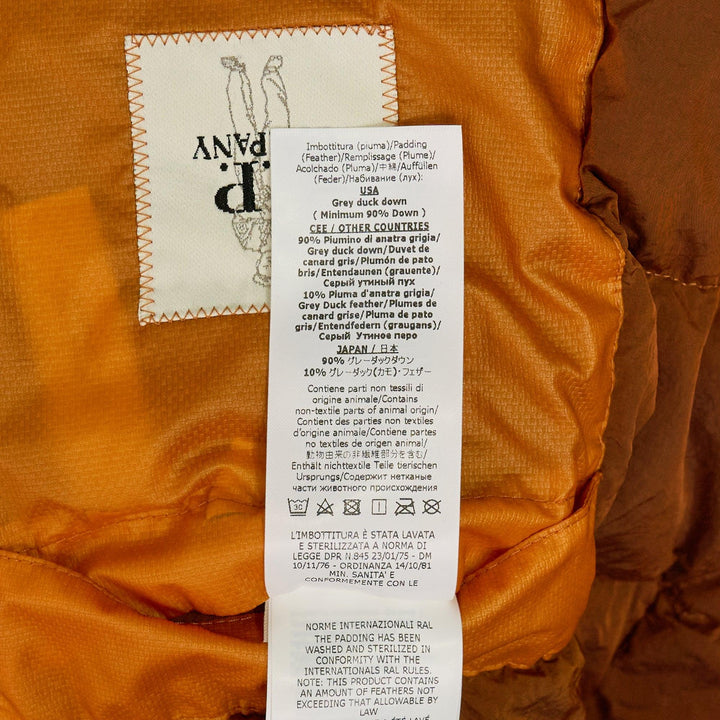 .P.
PANY
Imbottitura (piuma)/Padding
(Feather)/Remplissage (Plume)/
Acolchado (Pluma)/中綿/Auffüllen
(Feder)/Набивание (лух):
USA
Grey duck down
( Minimum 90% Down )
CEE / OTHER COUNTRIES
90% Piumino di anatra grigia/
Grey duck down/Duvet de
canard gris/Plumón de pato
bris/Entendaunen (grauente)/
Серый утиный пух
10% Piuma d'anatra grigia/
Grey Duck feather/Plumes de
canard grise/Pluma de pato
gris/Entendfedern (graugans)/
Серый Утиное перо
JAPAN / 日本
90% グレーダックダウン
10% グレーダック(カモ)・フェザー
Contiene parti non tessili di
origine animale/Contains
non-textile parts of animal origin/
Contient des parties non textiles
d'origine animale/Contiene partes
no textiles de origen animal/
動物由来の非繊維部分を含む/
Enthält nichttextile Teile tierischen
Ursprungs/Содержит нетканые
части животного происхождения
30
L'IMBOTTITURA È STATA LAVATA
E STERILIZZATA A NORMA DI
LEGGE DPR N.845 23/01/75 - DM
10/11/76 - ORDINANZA 14/10/81
MIN. SANITA' E
CONFORMEMENTE CON LE
NORME INTERNAZIONALI RAL
THE PADDING HAS BEEN
WASHED AND STERILIZED IN
CONFORMITY WITH THE
INTERNATIONALS RAL RULES.
NOTE: THIS PRODUCT CONTAINS
AN AMOUNT OF FEATHERS NOT
EXCEEDING THAT ALLOWABLE BY
LAW